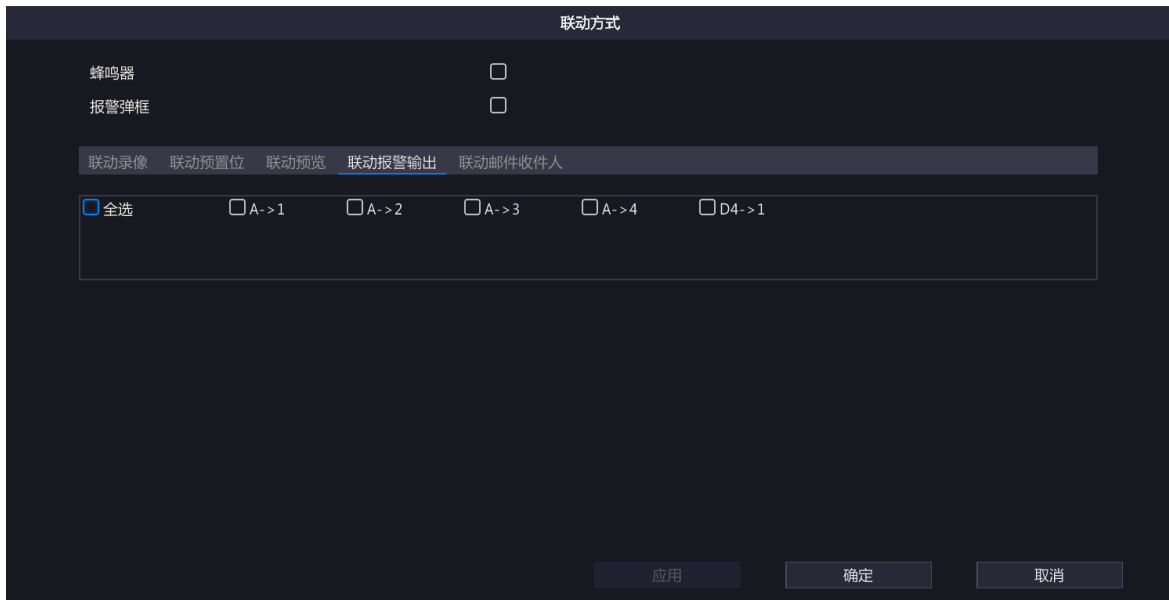 联动方式
蜂鸣器
报警弹框
联动录像 联动预置位 联动预览 联动报警输出 联动邮件收件人
全选 A->1 A->2 A->3 A->4 D4->1
应用 确定 取消